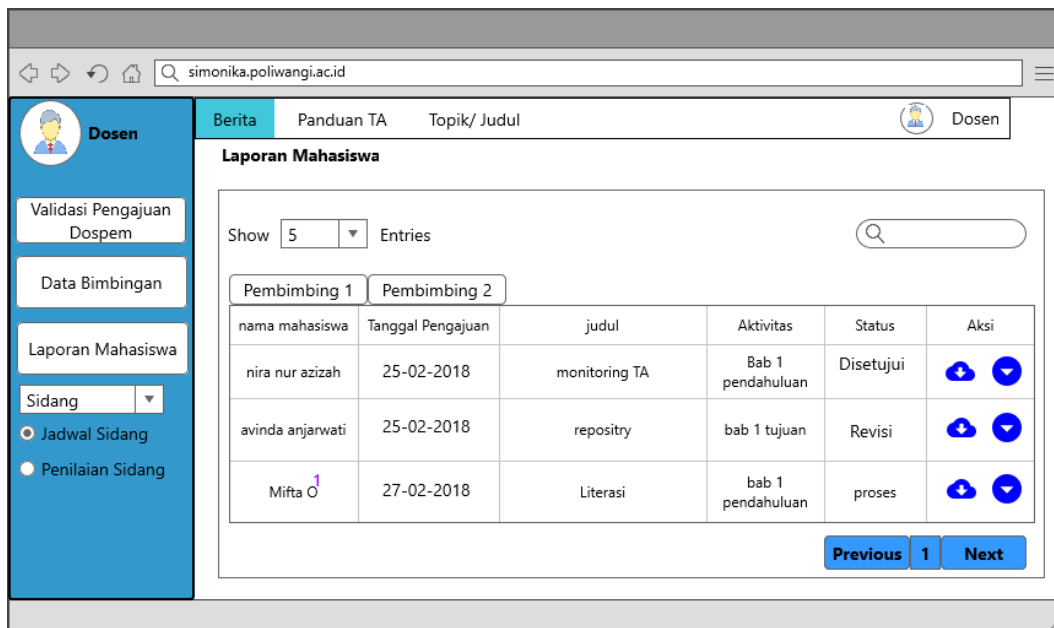 simonika.poliwangi.ac.id
Dosen
Berita Panduan TA Topik/ Judul Dosen
Laporan Mahasiswa
Validasi Pengajuan
Dospem
Data Bimbingan
Laporan Mahasiswa
Sidang
Jadwal Sidang
Penilaian Sidang
Show 5 Entries
Pembimbing 1 Pembimbing 2
nama mahasiswa Tanggal Pengajuan judul Aktivitas Status Aksi
nira nur azizah 25-02-2018 monitoring TA Bab 1 Disetujui
pendahuluan
avinda anjarwati 25-02-2018 repositry bab 1 tujuan Revisi
Mifta O 1 27-02-2018 Literasi bab 1 proses
pendahuluan
Previous 1 Next